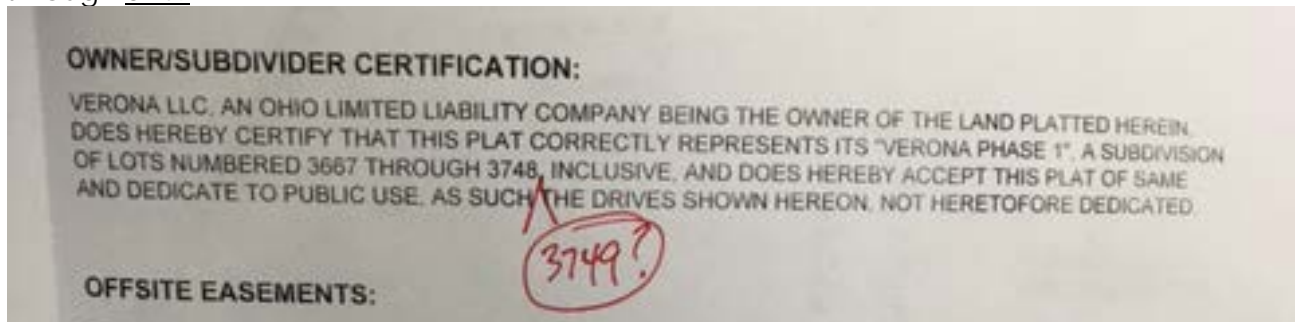 OWNER/SUBDIVIDER CERTIFICATION:
VERONA LLC, AN OHIO LIMITED LIABILITY COMPANY BEING THE OWNER OF THE LAND PLATTED HEREIN,
DOES HEREBY CERTIFY THAT THIS PLAT CORRECTLY REPRESENTS ITS "VERONA PHASE 1", A SUBDIVISION
OF LOTS NUMBERED 3667 THROUGH 3748, INCLUSIVE, AND DOES HEREBY ACCEPT THIS PLAT OF SAME
AND DEDICATE TO PUBLIC USE, AS SUCH, THE DRIVES SHOWN HEREON, NOT HERETOFORE DEDICATED.
3749?
OFFSITE EASEMENTS: